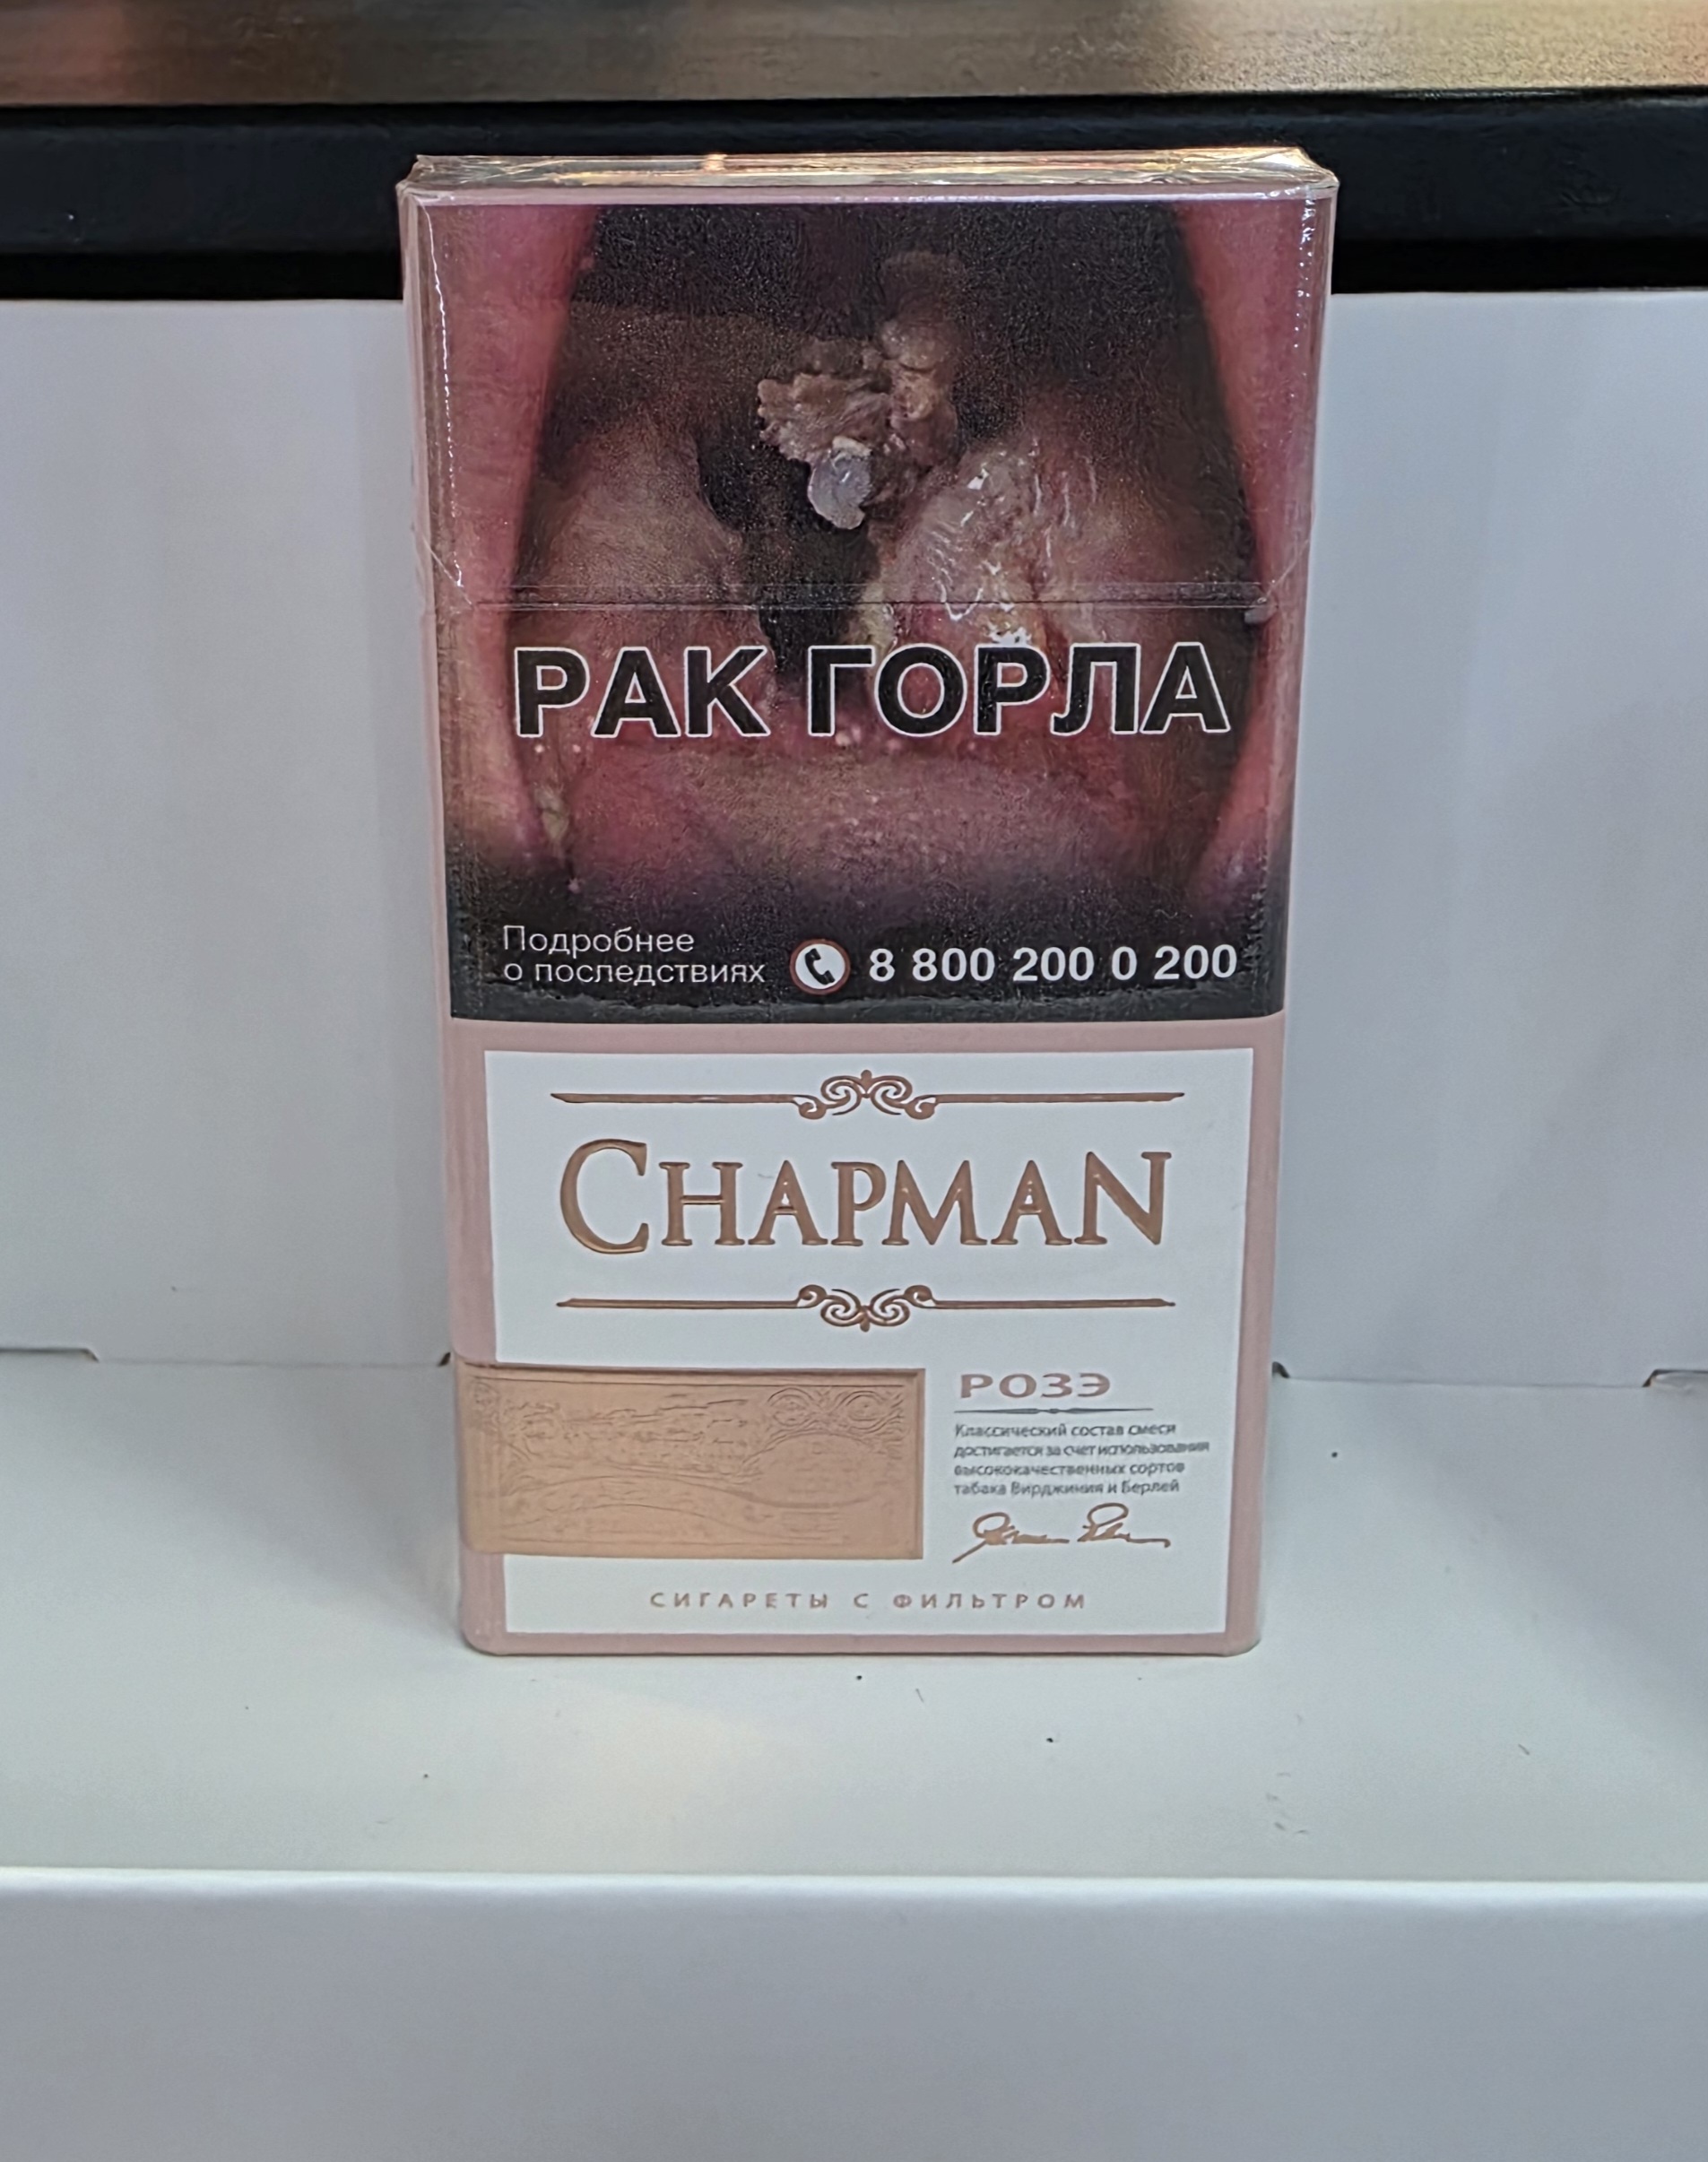 РАК ГОРЛА
Подробнее
о последствиях
8 800 200 0 200
CHAPMAN
РОЗЭ
Классический состав смеси
достигается за счет использования
высококачественных сортов
табака Вирджиния и Берлей
СИГАРЕТЫ С ФИЛЬТРОМ